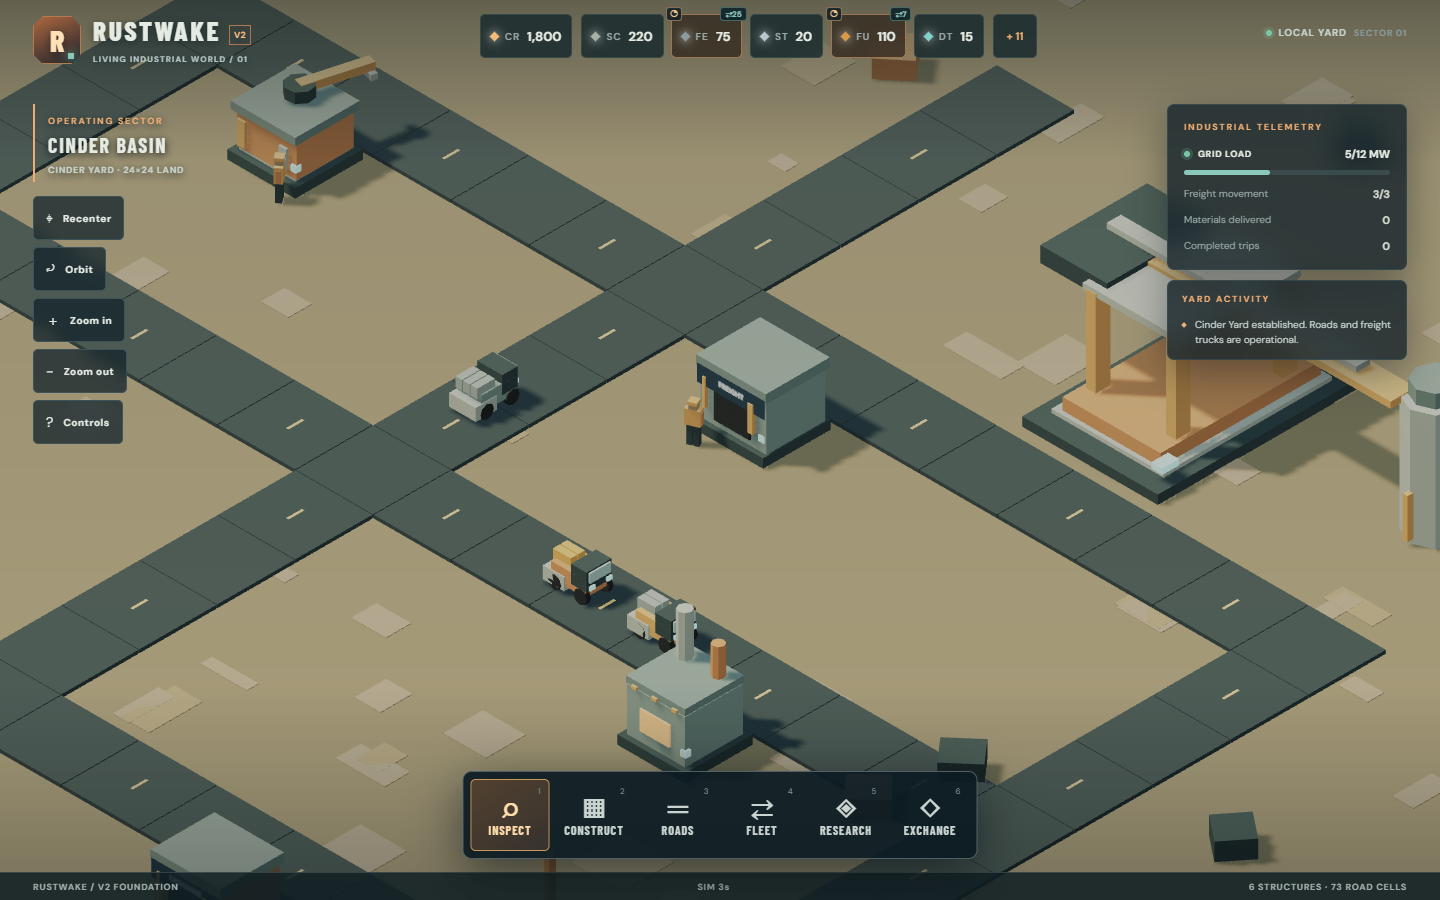 R
RUSTWAKE V2
LIVING INDUSTRIAL WORLD / 01
CR 1,800
SC 220
FE 75
⇄25
ST 20
FU 110
⇄7
DT 15
+ 11
LOCAL YARD SECTOR 01
OPERATING SECTOR
CINDER BASIN
CINDER YARD · 24×24 LAND
Recenter
Orbit
+ Zoom in
− Zoom out
? Controls
INDUSTRIAL TELEMETRY
GRID LOAD 5/12 MW
Freight movement 3/3
Materials delivered 0
Completed trips 0
YARD ACTIVITY
Cinder Yard established. Roads and freight
trucks are operational.
FREIGHT
1
INSPECT
2
CONSTRUCT
3
ROADS
4
FLEET
5
RESEARCH
6
EXCHANGE
RUSTWAKE / V2 FOUNDATION
SIM 3s
6 STRUCTURES · 73 ROAD CELLS